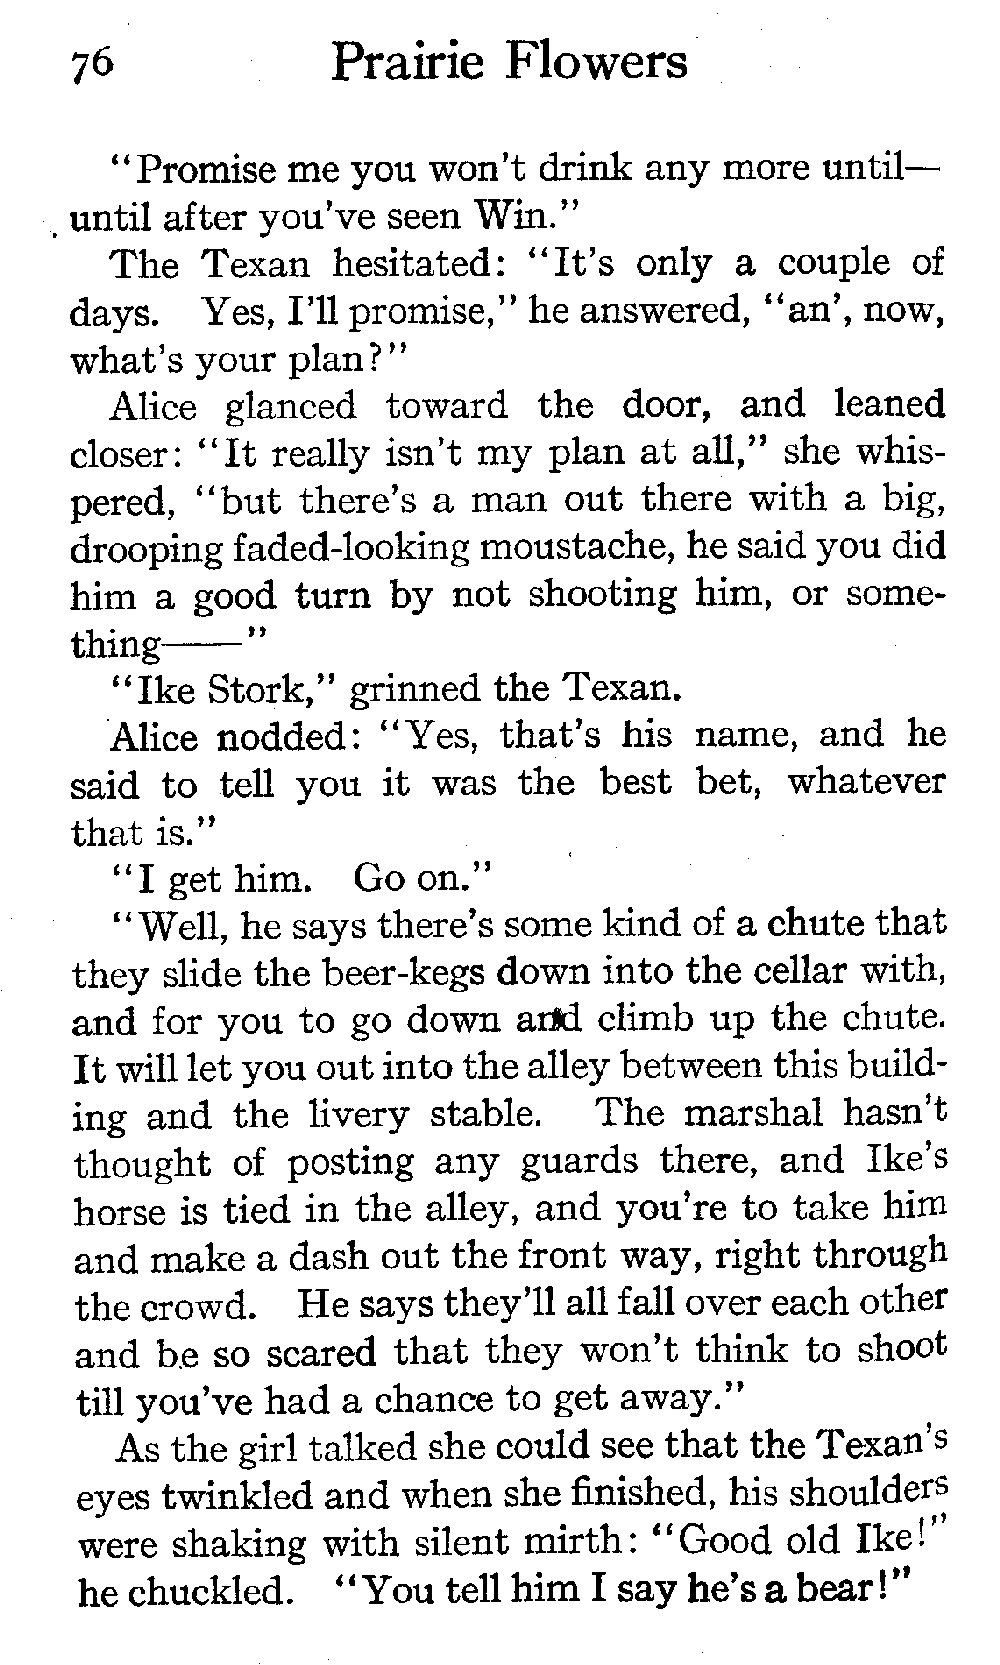 76 Prairie Flowers
"Promise me you won't drink any more until—
until after you've seen Win."
The Texan hesitated: "It's only a couple of
days. Yes, I'll promise," he answered, "an', now,
what's your plan?"
Alice glanced toward the door, and leaned
closer: "It really isn't my plan at all," she whis-
pered, "but there's a man out there with a big,
drooping faded-looking moustache, he said you did
him a good turn by not shooting him, or some-
thing——"
"Ike Stork," grinned the Texan.
Alice nodded: "Yes, that's his name, and he
said to tell you it was the best bet, whatever
that is."
"I get him. Go on."
"Well, he says there's some kind of a chute that
they slide the beer-kegs down into the cellar with,
and for you to go down and climb up the chute.
It will let you out into the alley between this build-
ing and the livery stable. The marshal hasn't
thought of posting any guards there, and Ike's
horse is tied in the alley, and you're to take him
and make a dash out the front way, right through
the crowd. He says they'll all fall over each other
and be so scared that they won't think to shoot
till you've had a chance to get away."
As the girl talked she could see that the Texan's
eyes twinkled and when she finished, his shoulders
were shaking with silent mirth: "Good old Ike!"
he chuckled. "You tell him I say he's a bear!"